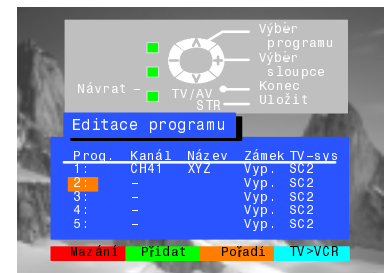 Výběr
programu
Výběr
sloupce
Návrat –
TV/AV
Konec
STR
Uložit
Editace programu
Prog. Kanál Název Zámek TV-sys
1: CH41 XYZ Vyp. SC2
2: – Vyp. SC2
3: – Vyp. SC2
4: – Vyp. SC2
5: – Vyp. SC2
Mazání Přidat Pořadí TV>VCR